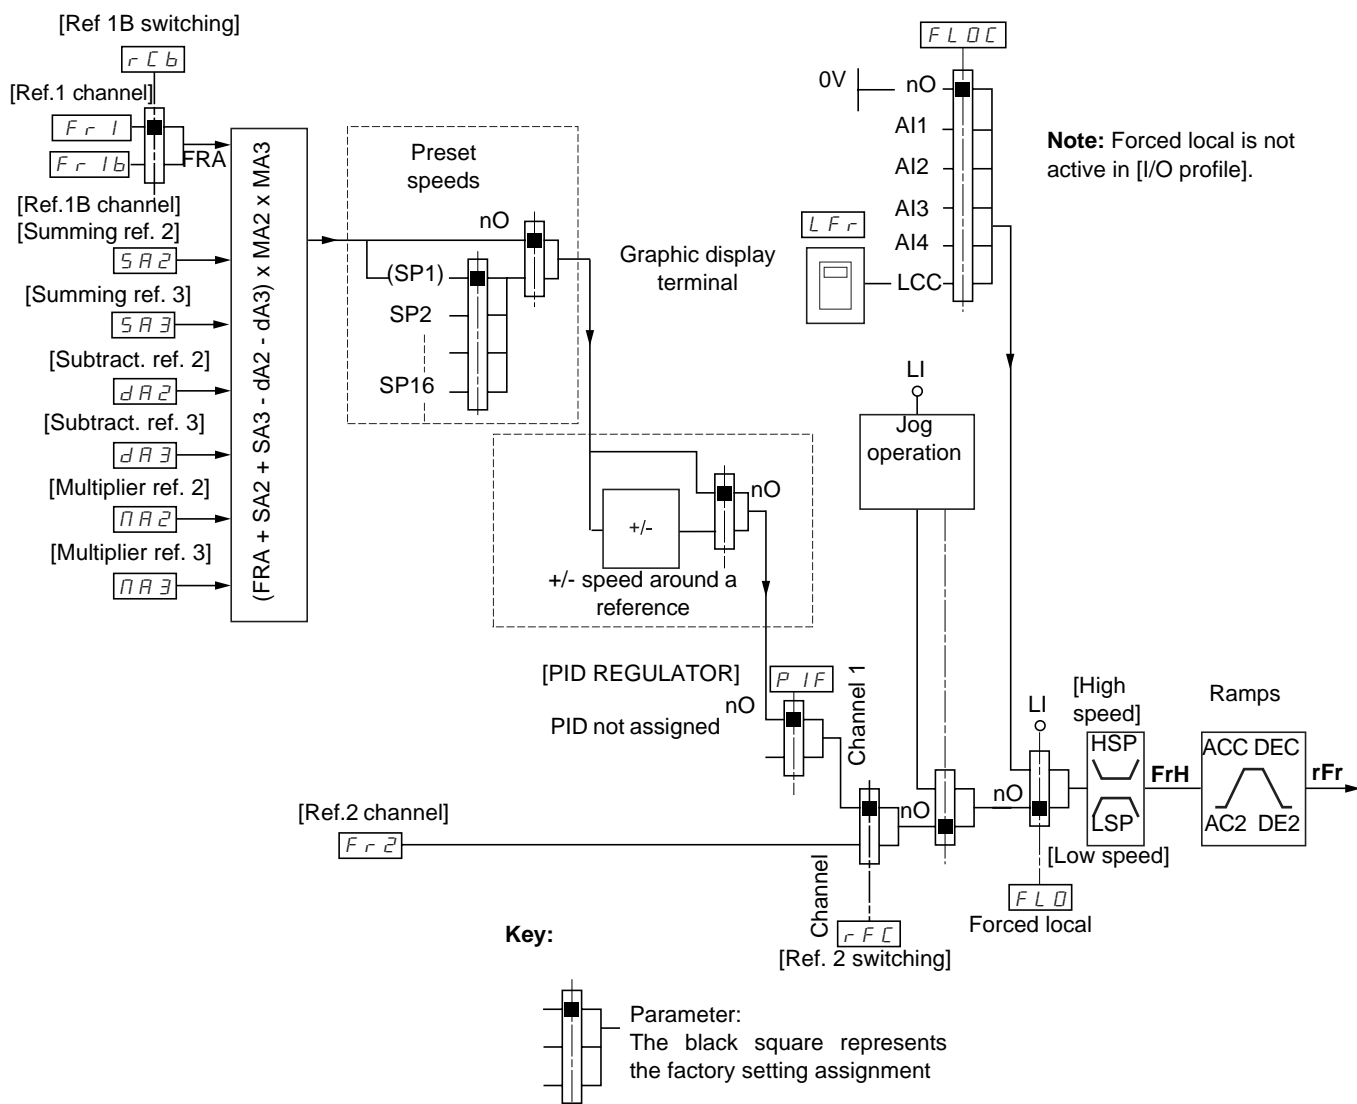 [Ref 1B switching]
rCb
[Ref.1 channel]
Fr1
Fr1b
FRA
[Ref.1B channel]
[Summing ref. 2]
SA2
[Summing ref. 3]
SA3
[Subtract. ref. 2]
dA2
[Subtract. ref. 3]
dA3
[Multiplier ref. 2]
MA2
[Multiplier ref. 3]
MA3
(FRA + SA2 + SA3 - dA2 - dA3) x MA2 x MA3
Preset
speeds
nO
(SP1)
SP2
SP16
+/-
nO
+/- speed around a
reference
[PID REGULATOR]
PIF
nO
PID not assigned
Channel 1
[Ref.2 channel]
Fr2
Channel
rFC
[Ref. 2 switching]
FLOC
0V
nO
AI1
AI2
AI3
AI4
LCC
LFr
Graphic display
terminal
Note: Forced local is not
active in [I/O profile].
LI
Jog
operation
nO
nO
LI
FLO
Forced local
[High
speed]
HSP
LSP
[Low speed]
FrH
Ramps
ACC DEC
AC2 DE2
rFr
Key:
Parameter:
The black square represents
the factory setting assignment